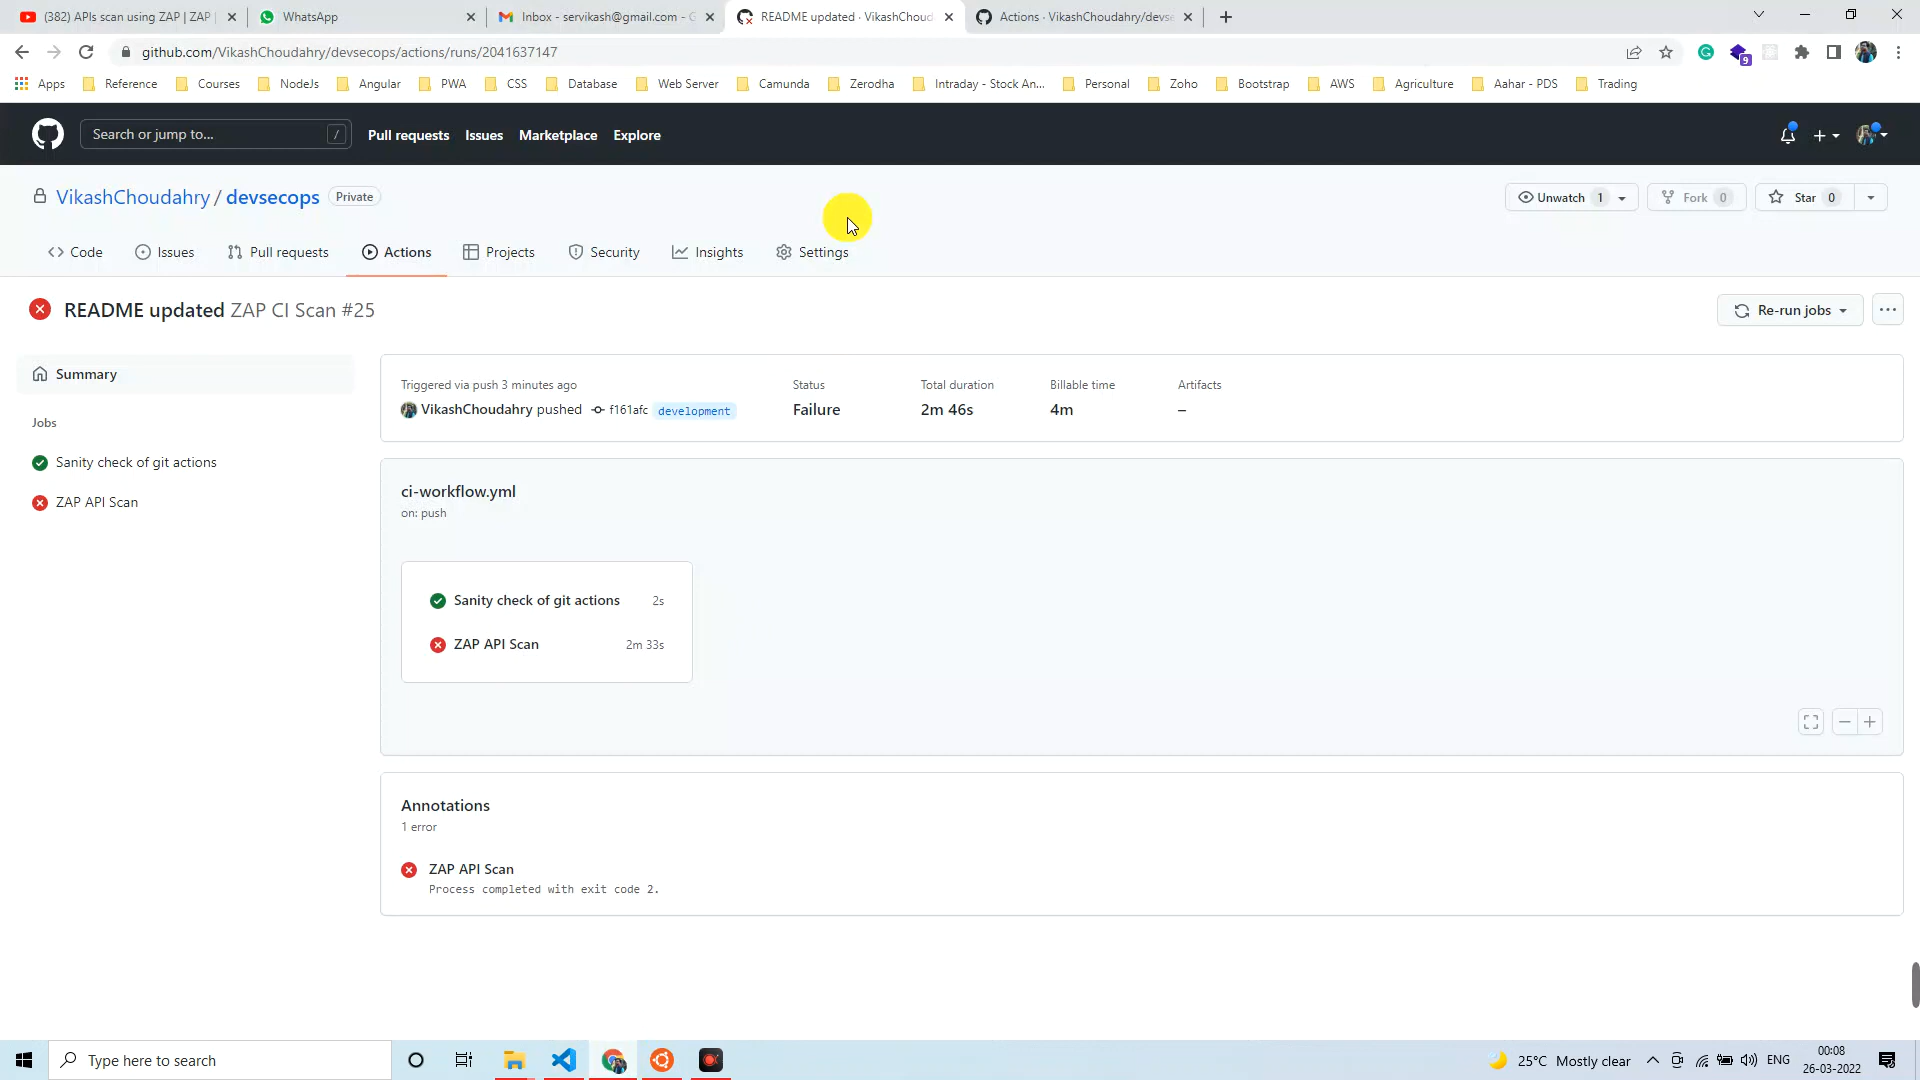 (382) APIs scan using ZAP | ZAP
WhatsApp
Inbox - servikash@gmail.com - G
README updated · VikashChoud
Actions · VikashChoudahry/devse
github.com/VikashChoudahry/devsecops/actions/runs/2041637147
9
Apps
Reference
Courses
NodeJs
Angular
PWA
CSS
Database
Web Server
Camunda
Zerodha
Intraday - Stock An...
Personal
Zoho
Bootstrap
AWS
Agriculture
Aahar - PDS
Trading
Search or jump to...
/
Pull requests
Issues
Marketplace
Explore
VikashChoudahry / devsecops
Private
Unwatch 1
Fork 0
Star 0
Code
Issues
Pull requests
Actions
Projects
Security
Insights
Settings
README updated ZAP CI Scan #25
Re-run jobs
Summary
Jobs
Sanity check of git actions
ZAP API Scan
Triggered via push 3 minutes ago
VikashChoudahry pushed f161afc development
Status
Failure
Total duration
2m 46s
Billable time
4m
Artifacts
–
ci-workflow.yml
on: push
Sanity check of git actions 2s
ZAP API Scan 2m 33s
Annotations
1 error
ZAP API Scan
Process completed with exit code 2.
Type here to search
25°C Mostly clear
ENG
00:08
26-03-2022